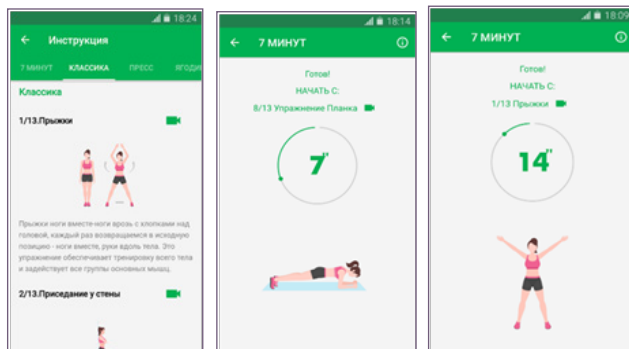 18:24
Инструкция
7 МИНУТ КЛАССИКА ПРЕСС ЯГОДИ
Классика
1/13.Прыжки
Прыжки ноги вместе-ноги врозь с хлопками над
головой, каждый раз возвращаемся в исходную
позицию - ноги вместе, руки вдоль тела. Это
упражнение обеспечивает тренировку всего тела
и задействует все группы основных мышц.
2/13.Приседание у стены
18:14
7 МИНУТ
Готов!
НАЧАТЬ С:
8/13 Упражнение Планка
7"
18:09
7 МИНУТ
Готов!
НАЧАТЬ С:
1/13 Прыжки
14"